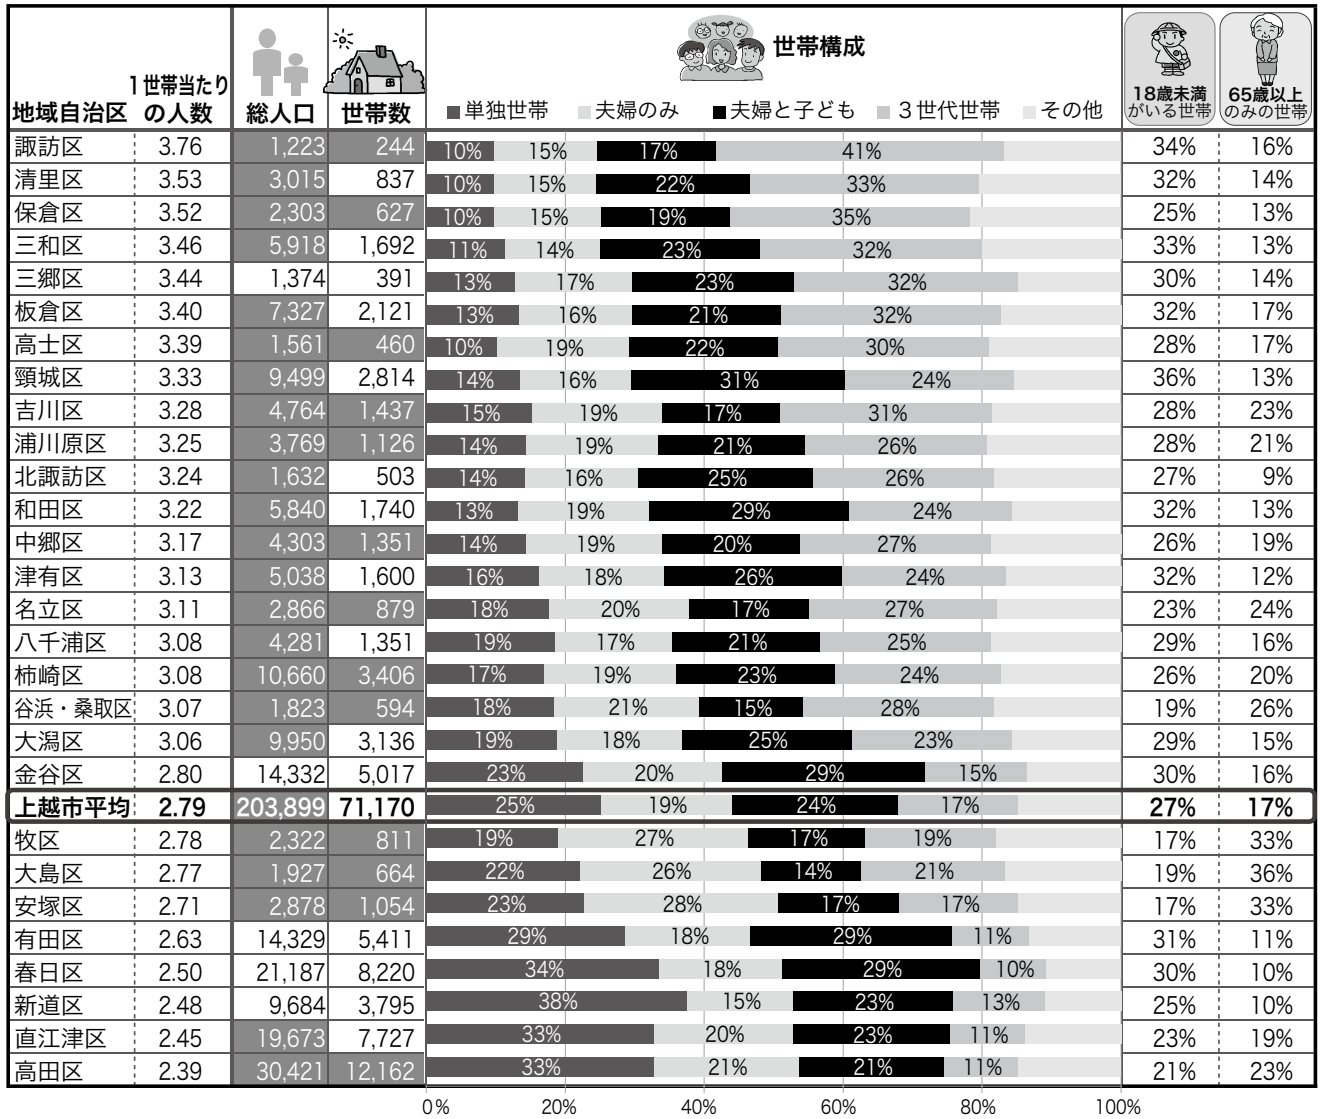 世帯構成
地域自治区 1世帯当たりの人数 総人口 世帯数 ■単独世帯 夫婦のみ ■夫婦と子ども ■3世代世帯 その他 18歳未満がいる世帯 65歳以上のみの世帯
諏訪区 3.76 1,223 244 10% 15% 17% 41% 34% 16%
清里区 3.53 3,015 837 10% 15% 22% 33% 32% 14%
保倉区 3.52 2,303 627 10% 15% 19% 35% 25% 13%
三和区 3.46 5,918 1,692 11% 14% 23% 32% 33% 13%
三郷区 3.44 1,374 391 13% 17% 23% 32% 30% 14%
板倉区 3.40 7,327 2,121 13% 16% 21% 32% 32% 17%
高士区 3.39 1,561 460 10% 19% 22% 30% 28% 17%
頸城区 3.33 9,499 2,814 14% 16% 31% 24% 36% 13%
吉川区 3.28 4,764 1,437 15% 19% 17% 31% 28% 23%
浦川原区 3.25 3,769 1,126 14% 19% 21% 26% 28% 21%
北諏訪区 3.24 1,632 503 14% 16% 25% 26% 27% 9%
和田区 3.22 5,840 1,740 13% 19% 29% 24% 32% 13%
中郷区 3.17 4,303 1,351 14% 19% 20% 27% 26% 19%
津有区 3.13 5,038 1,600 16% 18% 26% 24% 32% 12%
名立区 3.11 2,866 879 18% 20% 17% 27% 23% 24%
八千浦区 3.08 4,281 1,351 19% 17% 21% 25% 29% 16%
柿崎区 3.08 10,660 3,406 17% 19% 23% 24% 26% 20%
谷浜・桑取区 3.07 1,823 594 18% 21% 15% 28% 19% 26%
大潟区 3.06 9,950 3,136 19% 18% 25% 23% 29% 15%
金谷区 2.80 14,332 5,017 23% 20% 29% 15% 30% 16%
上越市平均 2.79 203,899 71,170 25% 19% 24% 17% 27% 17%
牧区 2.78 2,322 811 19% 27% 17% 19% 17% 33%
大島区 2.77 1,927 664 22% 26% 14% 21% 19% 36%
安塚区 2.71 2,878 1,054 23% 28% 17% 17% 17% 33%
有田区 2.63 14,329 5,411 29% 18% 29% 11% 31% 11%
春日区 2.50 21,187 8,220 34% 18% 29% 10% 30% 10%
新道区 2.48 9,684 3,795 38% 15% 23% 13% 25% 10%
直江津区 2.45 19,673 7,727 33% 20% 23% 11% 23% 19%
高田区 2.39 30,421 12,162 33% 21% 21% 11% 21% 23%
0% 20% 40% 60% 80% 100%